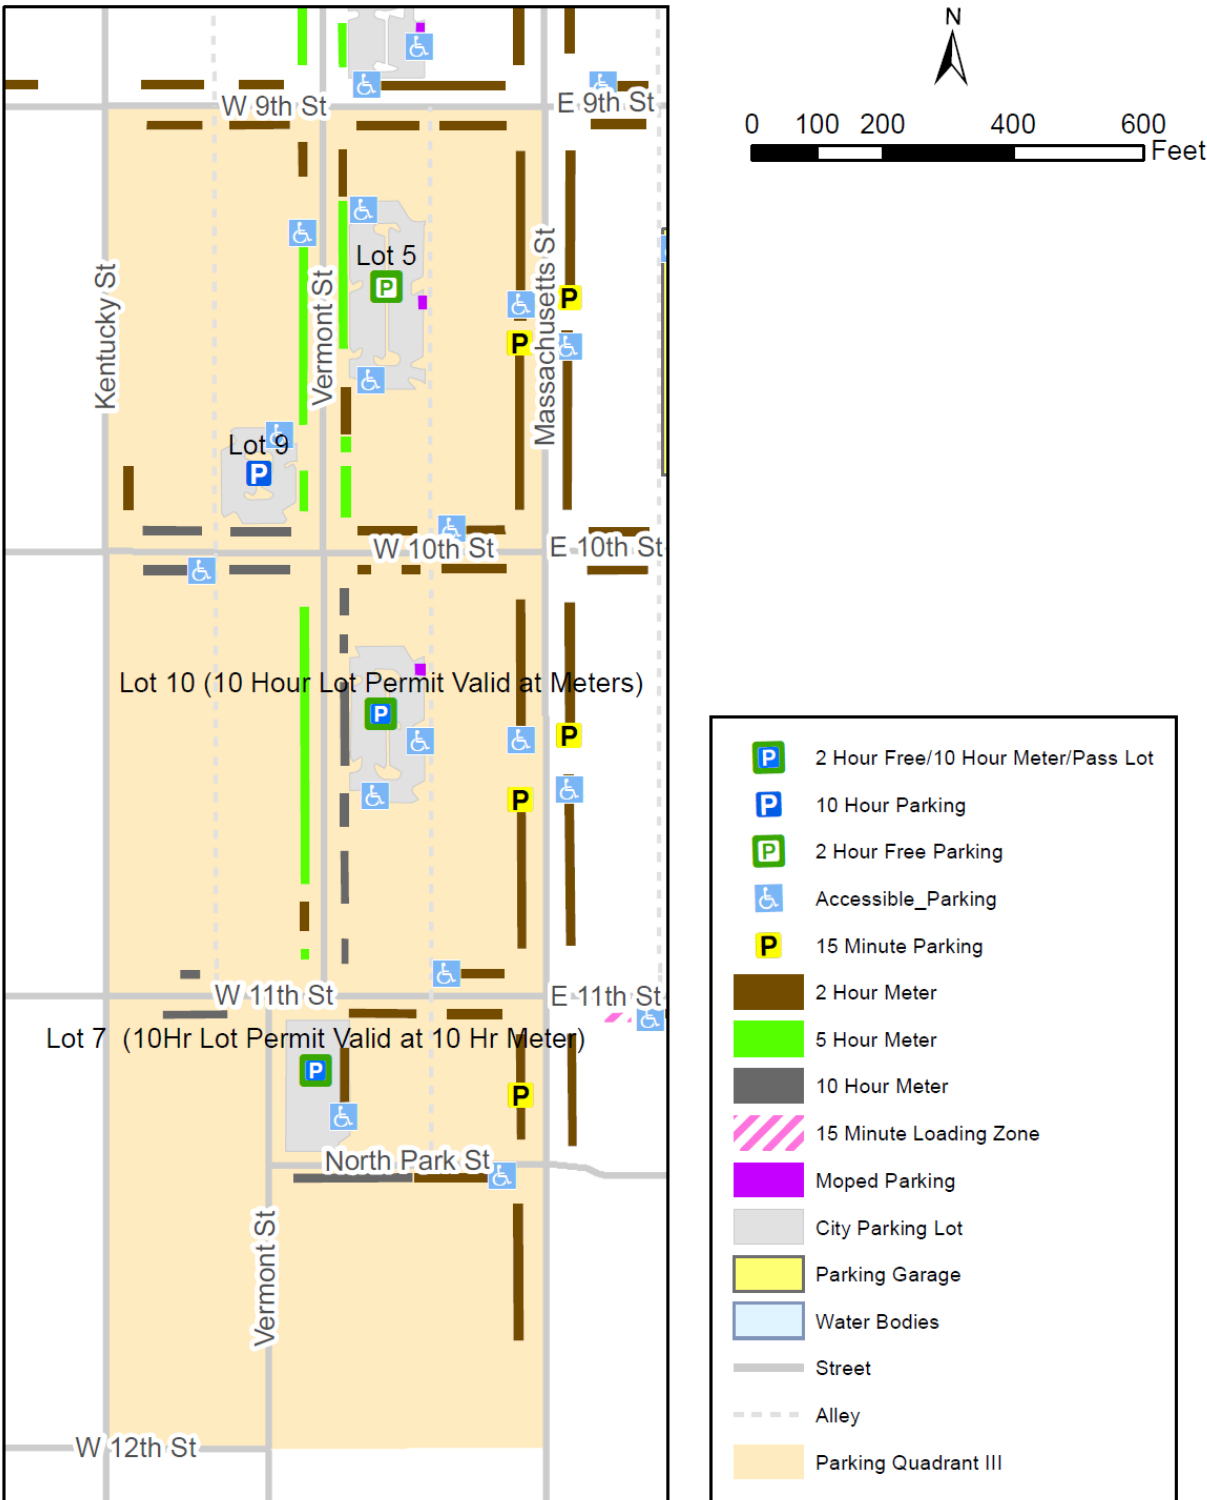 N
0 100 200 400 600
Feet
W 9th St
E 9th St
Lot 5
P
P
P
Kentucky St
Vermont St
Massachusetts St
Lot 9
P
W 10th St
E 10th St
Lot 10 (10 Hour Lot Permit Valid at Meters)
P
P
P
W 11th St
E 11th St
Lot 7 (10Hr Lot Permit Valid at 10 Hr Meter)
P
P
North Park St
Vermont St
W 12th St
P 2 Hour Free/10 Hour Meter/Pass Lot
P 10 Hour Parking
P 2 Hour Free Parking
Accessible_Parking
P 15 Minute Parking
2 Hour Meter
5 Hour Meter
10 Hour Meter
15 Minute Loading Zone
Moped Parking
City Parking Lot
Parking Garage
Water Bodies
Street
Alley
Parking Quadrant III